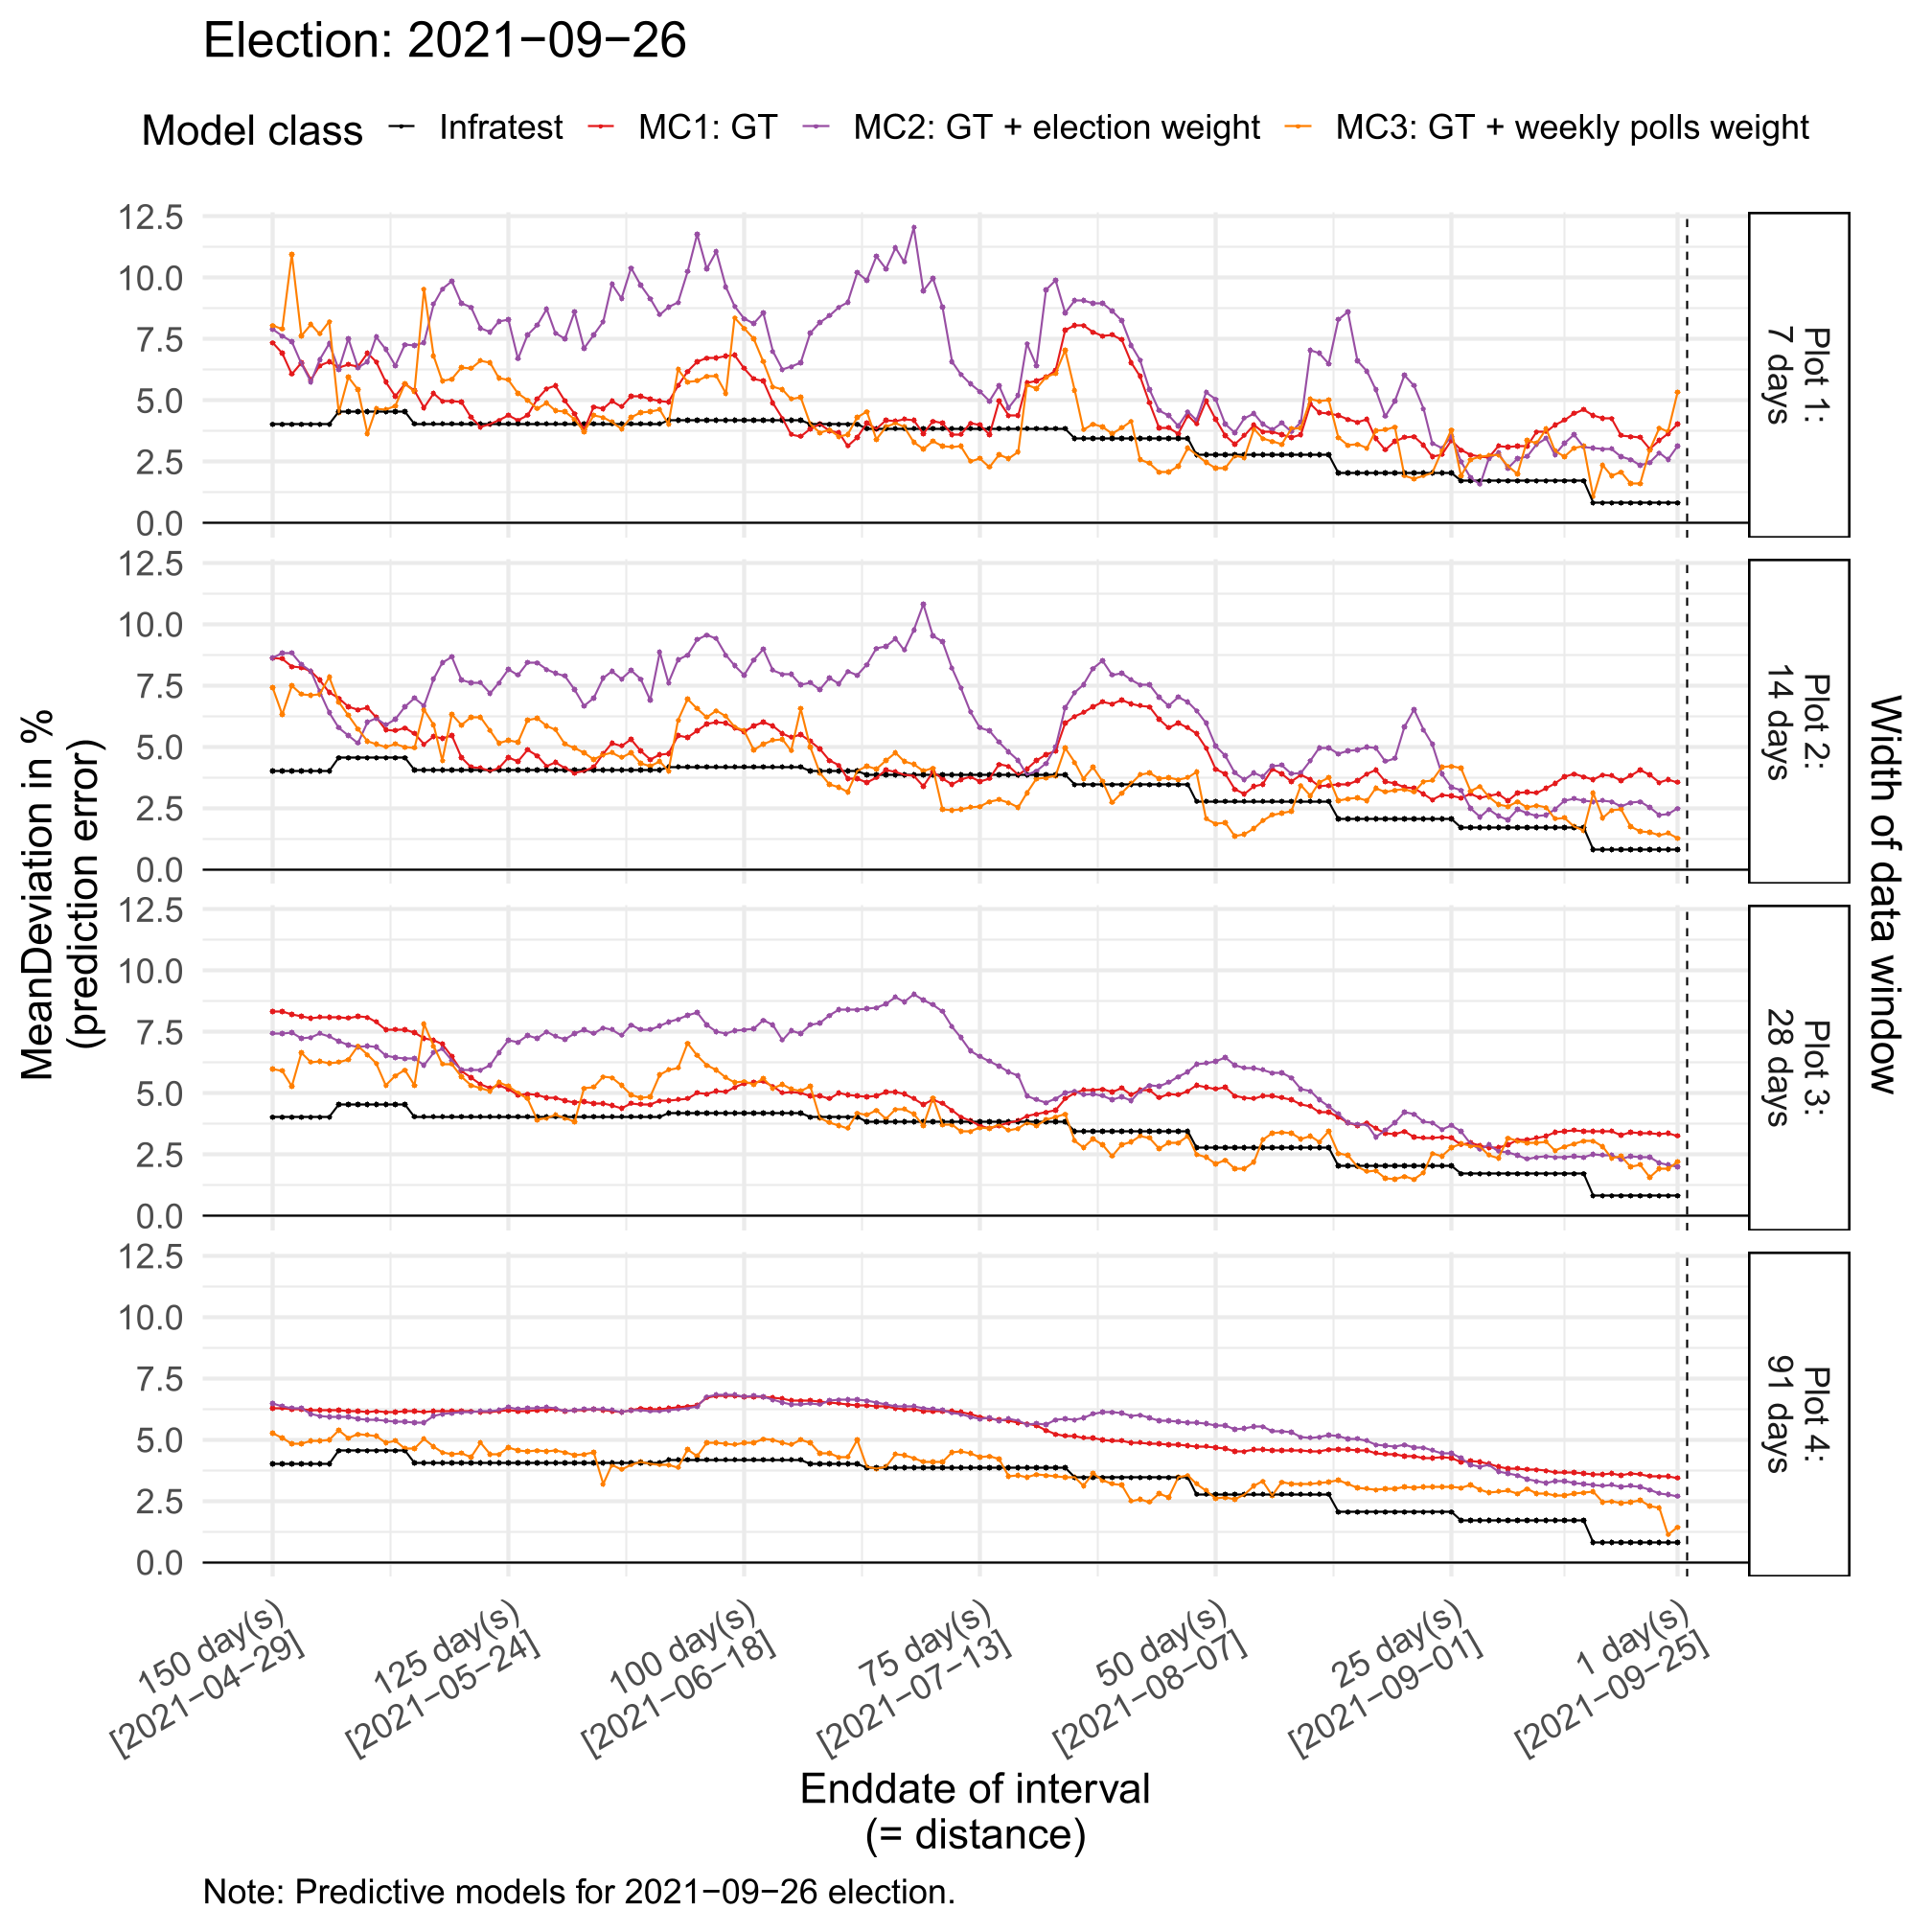 Election: 2021−09−26
Model class Infratest MC1: GT MC2: GT + election weight MC3: GT + weekly polls weight
MeanDeviation in %
(prediction error)
12.5
10.0
7.5
5.0
2.5
0.0
Plot 1:
7 days
12.5
10.0
7.5
5.0
2.5
0.0
Plot 2:
14 days
12.5
10.0
7.5
5.0
2.5
0.0
Plot 3:
28 days
12.5
10.0
7.5
5.0
2.5
0.0
Plot 4:
91 days
Width of data window
150 day(s)
[2021−04−29]
125 day(s)
[2021−05−24]
100 day(s)
[2021−06−18]
75 day(s)
[2021−07−13]
50 day(s)
[2021−08−07]
25 day(s)
[2021−09−01]
1 day(s)
[2021−09−25]
Enddate of interval
(= distance)
Note: Predictive models for 2021−09−26 election.